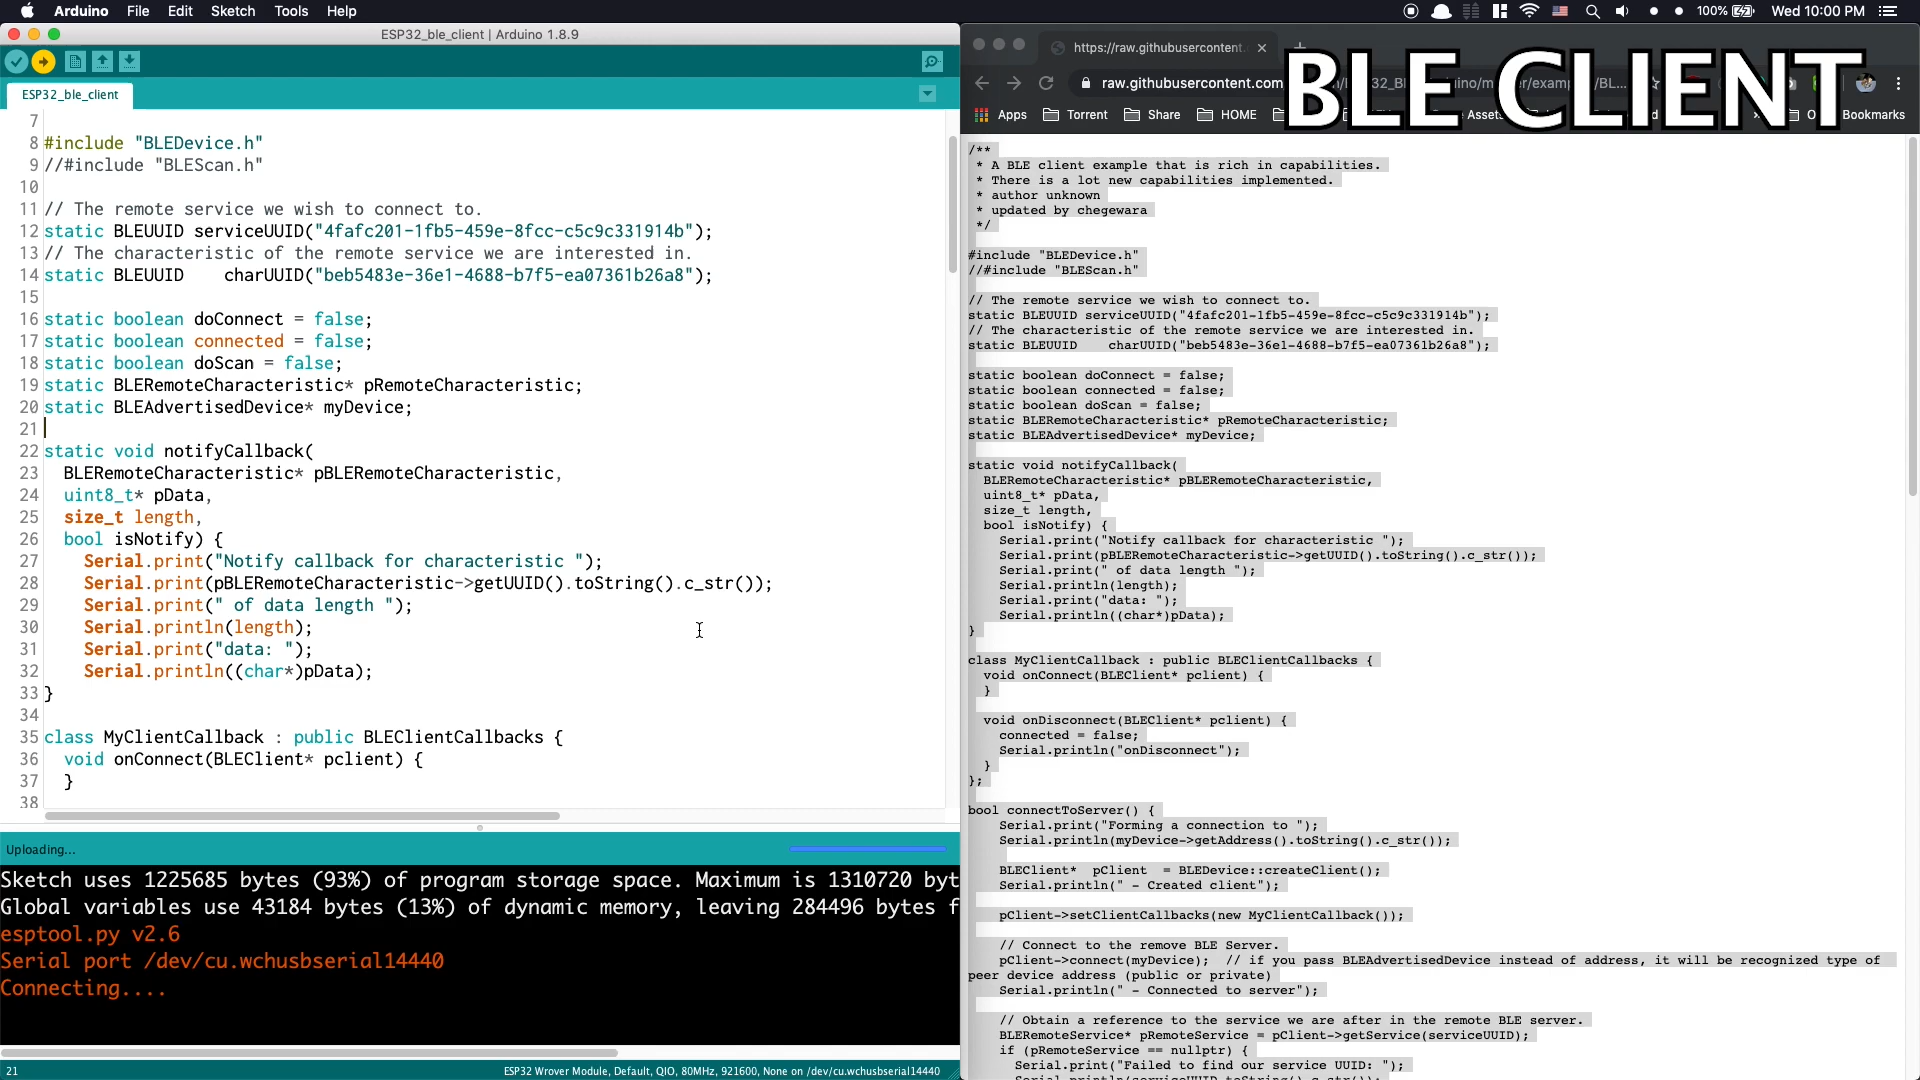 Arduino File Edit Sketch Tools Help
100% Wed 10:00 PM
ESP32_ble_client | Arduino 1.8.9
ESP32_ble_client
7
8 #include "BLEDevice.h"
9 //#include "BLEScan.h"
10
11 // The remote service we wish to connect to.
12 static BLEUUID serviceUUID("4fafc201-1fb5-459e-8fcc-c5c9c331914b");
13 // The characteristic of the remote service we are interested in.
14 static BLEUUID    charUUID("beb5483e-36e1-4688-b7f5-ea07361b26a8");
15
16 static boolean doConnect = false;
17 static boolean connected = false;
18 static boolean doScan = false;
19 static BLERemoteCharacteristic* pRemoteCharacteristic;
20 static BLEAdvertisedDevice* myDevice;
21
22 static void notifyCallback(
23   BLERemoteCharacteristic* pBLERemoteCharacteristic,
24   uint8_t* pData,
25   size_t length,
26   bool isNotify) {
27     Serial.print("Notify callback for characteristic ");
28     Serial.print(pBLERemoteCharacteristic->getUUID().toString().c_str());
29     Serial.print(" of data length ");
30     Serial.println(length);
31     Serial.print("data: ");
32     Serial.println((char*)pData);
33 }
34
35 class MyClientCallback : public BLEClientCallbacks {
36   void onConnect(BLEClient* pclient) {
37   }
38
Uploading...
Sketch uses 1225685 bytes (93%) of program storage space. Maximum is 1310720 byt
Global variables use 43184 bytes (13%) of dynamic memory, leaving 284496 bytes f
esptool.py v2.6
Serial port /dev/cu.wchusbserial14440
Connecting....
21 ESP32 Wrover Module, Default, QIO, 80MHz, 921600, None on /dev/cu.wchusbserial14440
https://raw.githubusercontent.
BLE CLIENT
raw.githubusercontent.com
Apps Torrent Share HOME Bookmarks
/**
 * A BLE client example that is rich in capabilities.
 * There is a lot new capabilities implemented.
 * author unknown
 * updated by chegewara
 */
#include "BLEDevice.h"
//#include "BLEScan.h"
// The remote service we wish to connect to.
static BLEUUID serviceUUID("4fafc201-1fb5-459e-8fcc-c5c9c331914b");
// The characteristic of the remote service we are interested in.
static BLEUUID    charUUID("beb5483e-36e1-4688-b7f5-ea07361b26a8");
static boolean doConnect = false;
static boolean connected = false;
static boolean doScan = false;
static BLERemoteCharacteristic* pRemoteCharacteristic;
static BLEAdvertisedDevice* myDevice;
static void notifyCallback(
  BLERemoteCharacteristic* pBLERemoteCharacteristic,
  uint8_t* pData,
  size_t length,
  bool isNotify) {
    Serial.print("Notify callback for characteristic ");
    Serial.print(pBLERemoteCharacteristic->getUUID().toString().c_str());
    Serial.print(" of data length ");
    Serial.println(length);
    Serial.print("data: ");
    Serial.println((char*)pData);
}
class MyClientCallback : public BLEClientCallbacks {
  void onConnect(BLEClient* pclient) {
  }
  void onDisconnect(BLEClient* pclient) {
    connected = false;
    Serial.println("onDisconnect");
  }
};
bool connectToServer() {
    Serial.print("Forming a connection to ");
    Serial.println(myDevice->getAddress().toString().c_str());
    BLEClient*  pClient  = BLEDevice::createClient();
    Serial.println(" - Created client");
    pClient->setClientCallbacks(new MyClientCallback());
    // Connect to the remove BLE Server.
    pClient->connect(myDevice);  // if you pass BLEAdvertisedDevice instead of address, it will be recognized type of
peer device address (public or private)
    Serial.println(" - Connected to server");
    // Obtain a reference to the service we are after in the remote BLE server.
    BLERemoteService* pRemoteService = pClient->getService(serviceUUID);
    if (pRemoteService == nullptr) {
      Serial.print("Failed to find our service UUID: ");